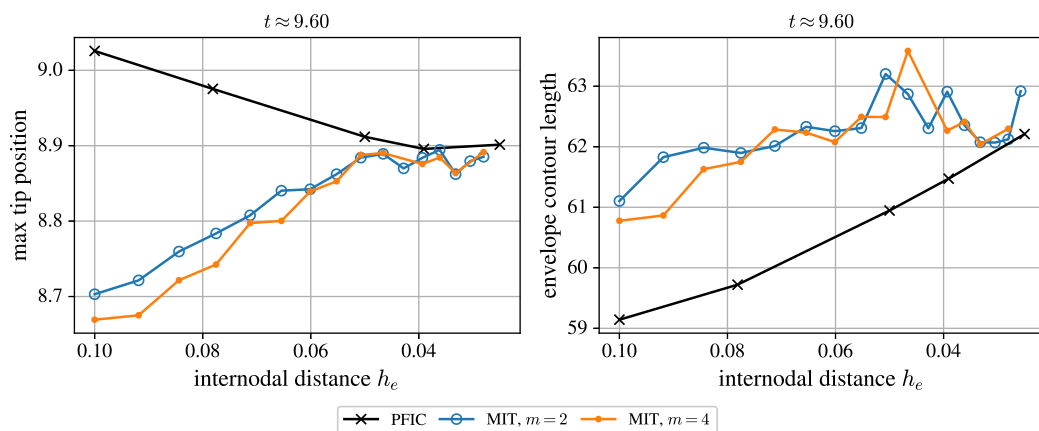 t ≈ 9.60
max tip position
9.0
8.9
8.8
8.7
0.10 0.08 0.06 0.04
internodal distance hₑ
t ≈ 9.60
envelope contour length
63
62
61
60
59
0.10 0.08 0.06 0.04
internodal distance hₑ
PFIC MIT, m = 2 MIT, m = 4